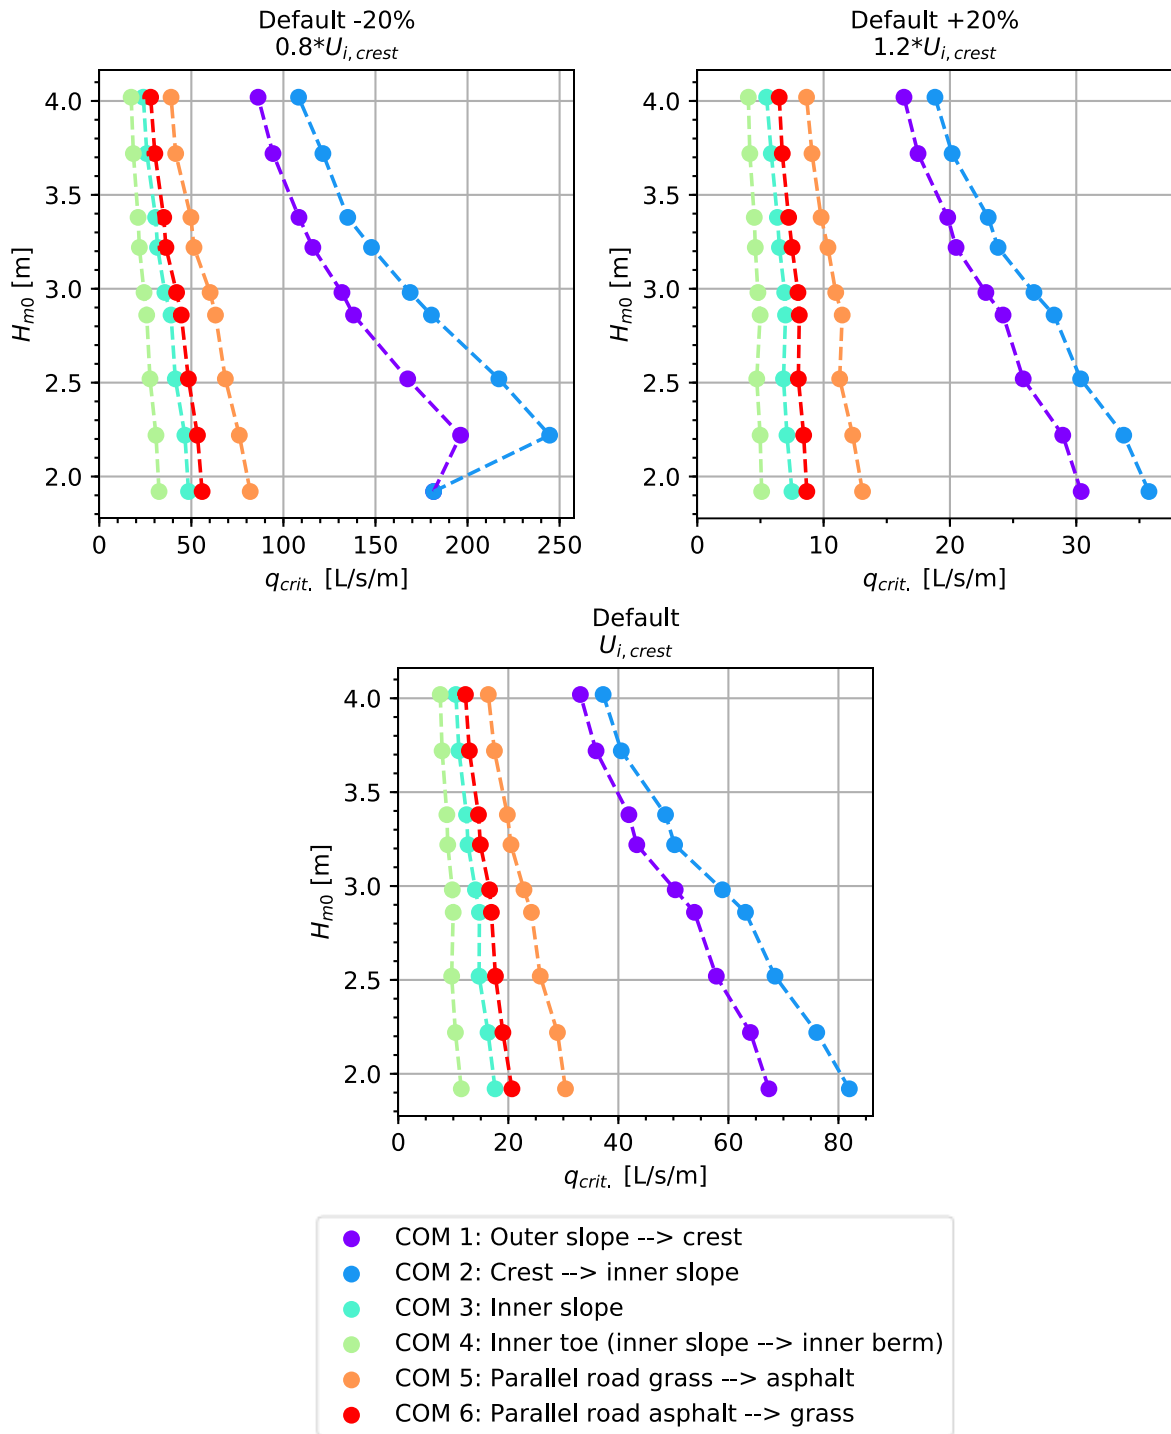 Default -20%
0.8*U_{i, crest}
4.0
3.5
3.0
2.5
2.0
H_{m0} [m]
0 50 100 150 200 250
q_{crit.} [L/s/m]
Default +20%
1.2*U_{i, crest}
4.0
3.5
3.0
2.5
2.0
H_{m0} [m]
0 10 20 30
q_{crit.} [L/s/m]
Default
U_{i, crest}
4.0
3.5
3.0
2.5
2.0
H_{m0} [m]
0 20 40 60 80
q_{crit.} [L/s/m]
COM 1: Outer slope --> crest
COM 2: Crest --> inner slope
COM 3: Inner slope
COM 4: Inner toe (inner slope --> inner berm)
COM 5: Parallel road grass --> asphalt
COM 6: Parallel road asphalt --> grass